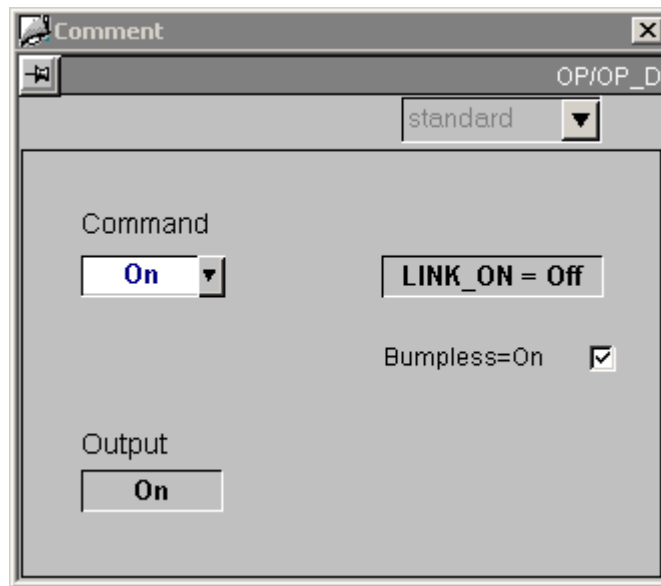 Comment
OP/OP_D
standard
Command
On
LINK_ON = Off
Bumpless=On
Output
On